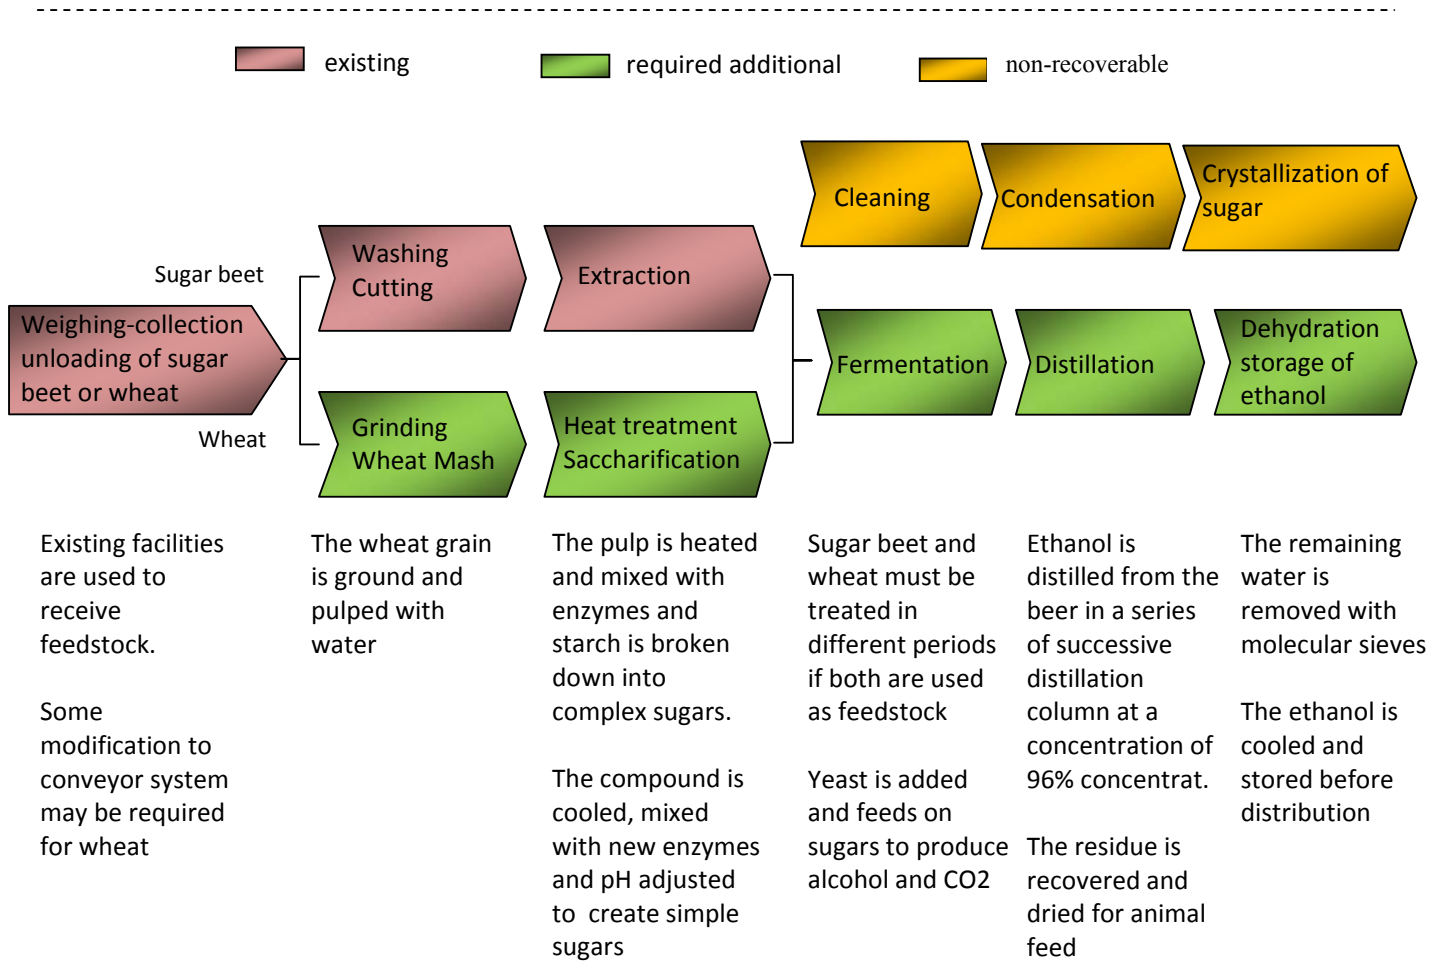 existing
required additional
non-recoverable
Cleaning
Condensation
Crystallization of
sugar
Sugar beet
Washing
Cutting
Extraction
Weighing-collection
unloading of sugar
beet or wheat
Wheat
Grinding
Wheat Mash
Heat treatment
Saccharification
Fermentation
Distillation
Dehydration
storage of
ethanol
Existing facilities
are used to
receive
feedstock.
Some
modification to
conveyor system
may be required
for wheat
The wheat grain
is ground and
pulped with
water
The pulp is heated
and mixed with
enzymes and
starch is broken
down into
complex sugars.
The compound is
cooled, mixed
with new enzymes
and pH adjusted
to create simple
sugars
Sugar beet and
wheat must be
treated in
different periods
if both are used
as feedstock
Yeast is added
and feeds on
sugars to produce
alcohol and CO2
Ethanol is
distilled from the
beer in a series
of successive
distillation
column at a
concentration of
96% concentrat.
The residue is
recovered and
dried for animal
feed
The remaining
water is
removed with
molecular sieves
The ethanol is
cooled and
stored before
distribution